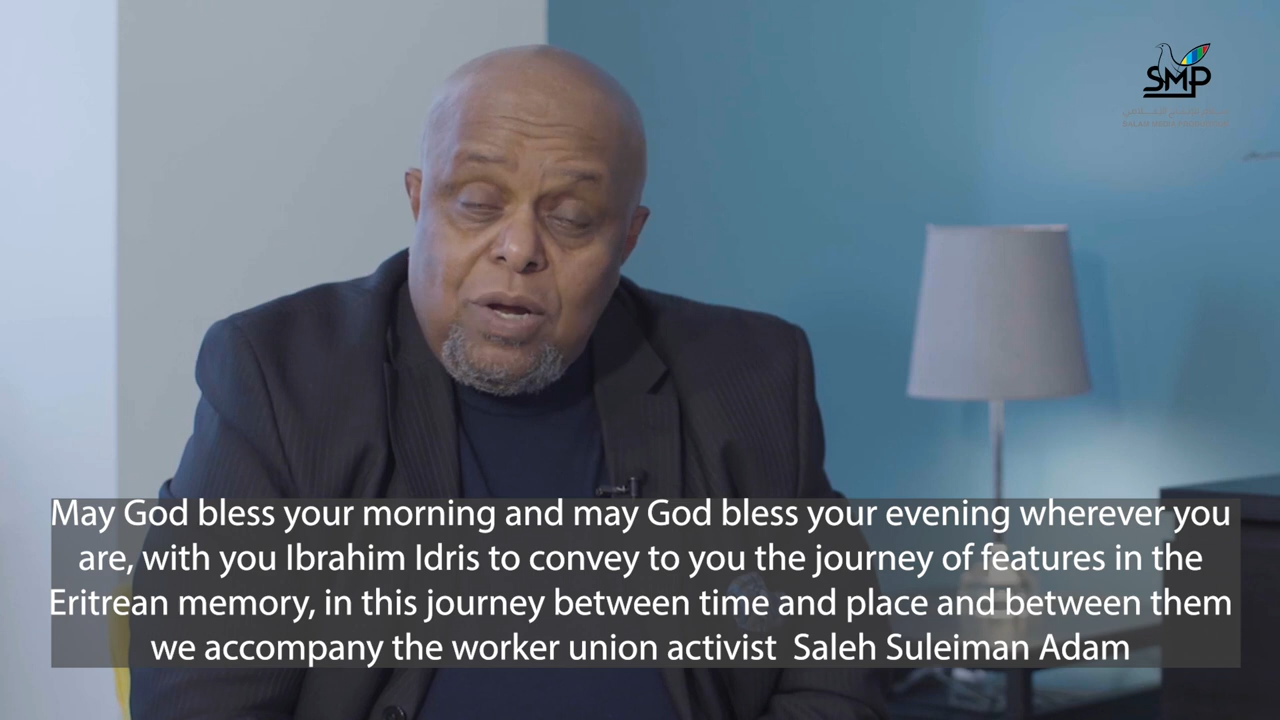 SMP
May God bless your morning and may God bless your evening wherever you
are, with you Ibrahim Idris to convey to you the journey of features in the
Eritrean memory, in this journey between time and place and between them
we accompany the worker union activist  Saleh Suleiman Adam